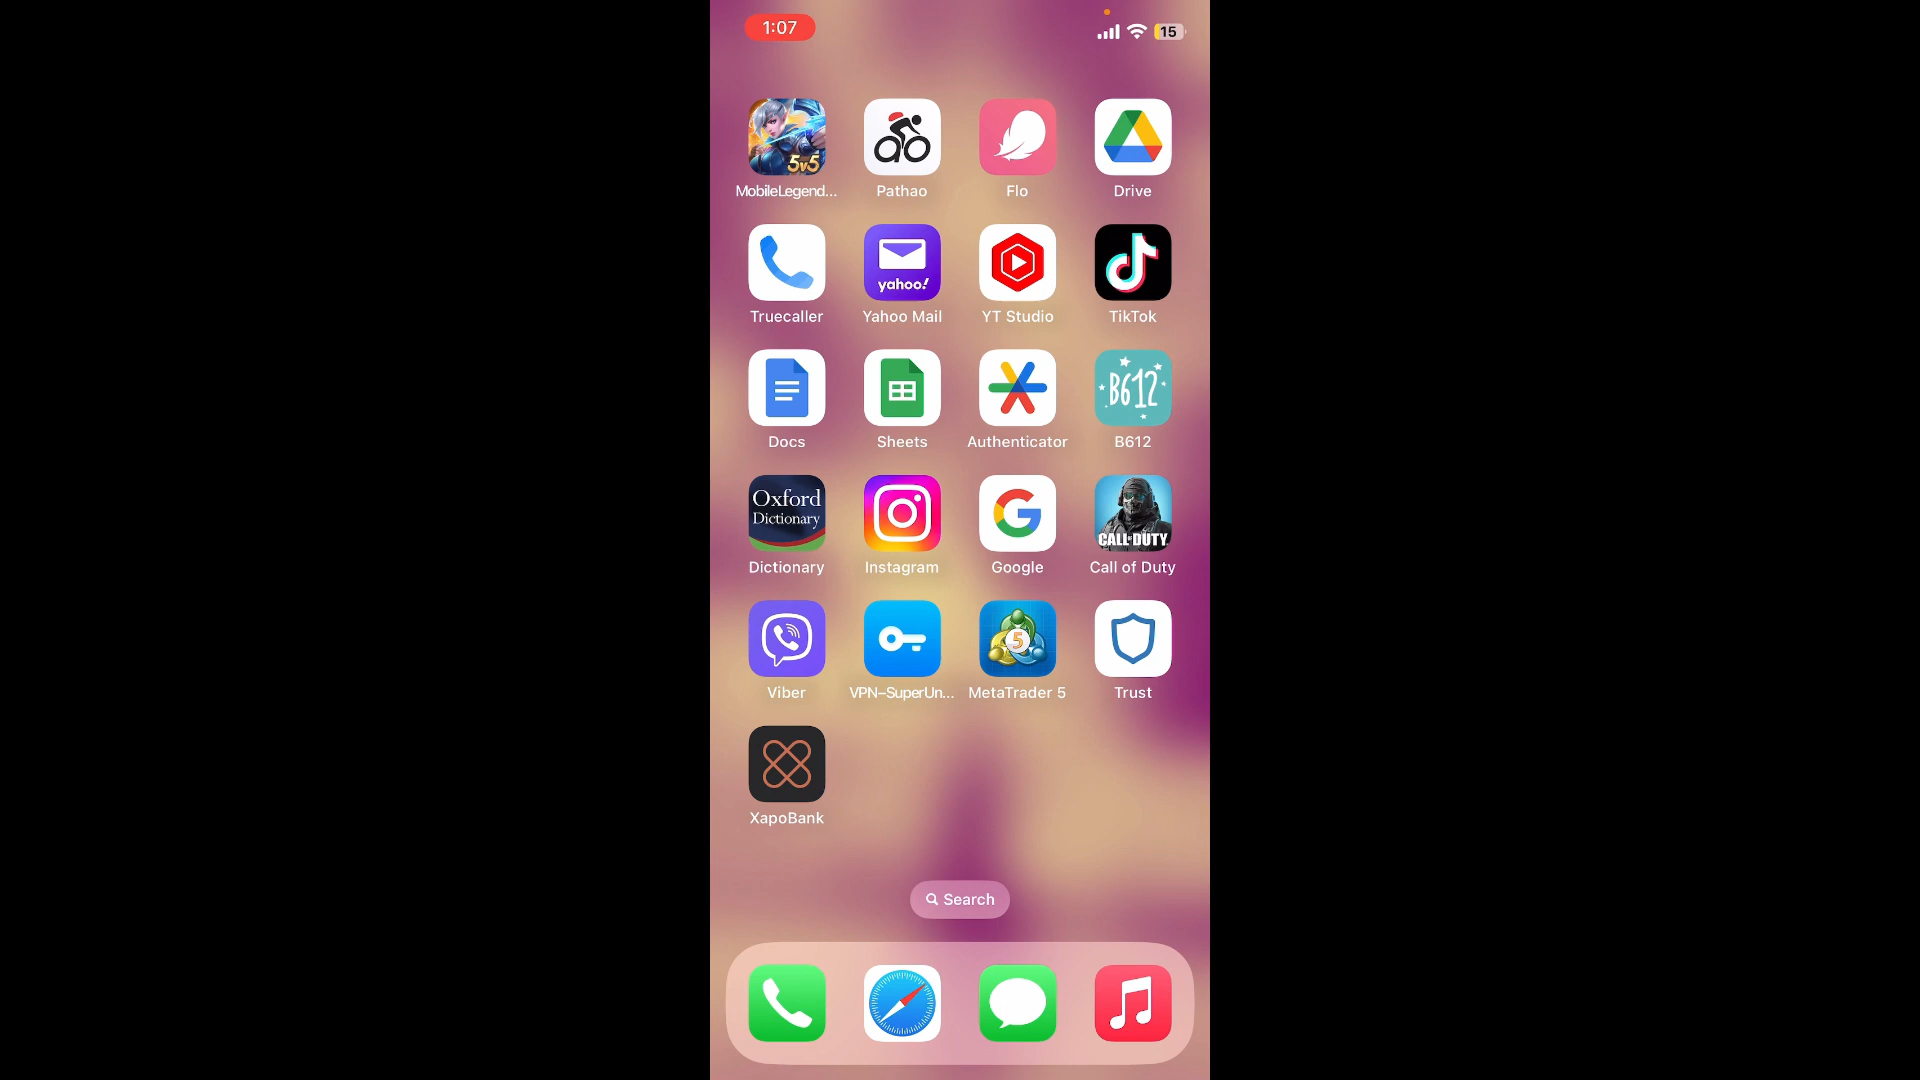 1:07
15
5v5
MobileLegend...
Pathao
Flo
Drive
yahoo!
Truecaller
Yahoo Mail
YT Studio
TikTok
B612
Docs
Sheets
Authenticator
B612
Oxford
Dictionary
CALL OF DUTY
Dictionary
Instagram
Google
Call of Duty
5
Viber
VPN–SuperUn...
MetaTrader 5
Trust
XapoBank
Search